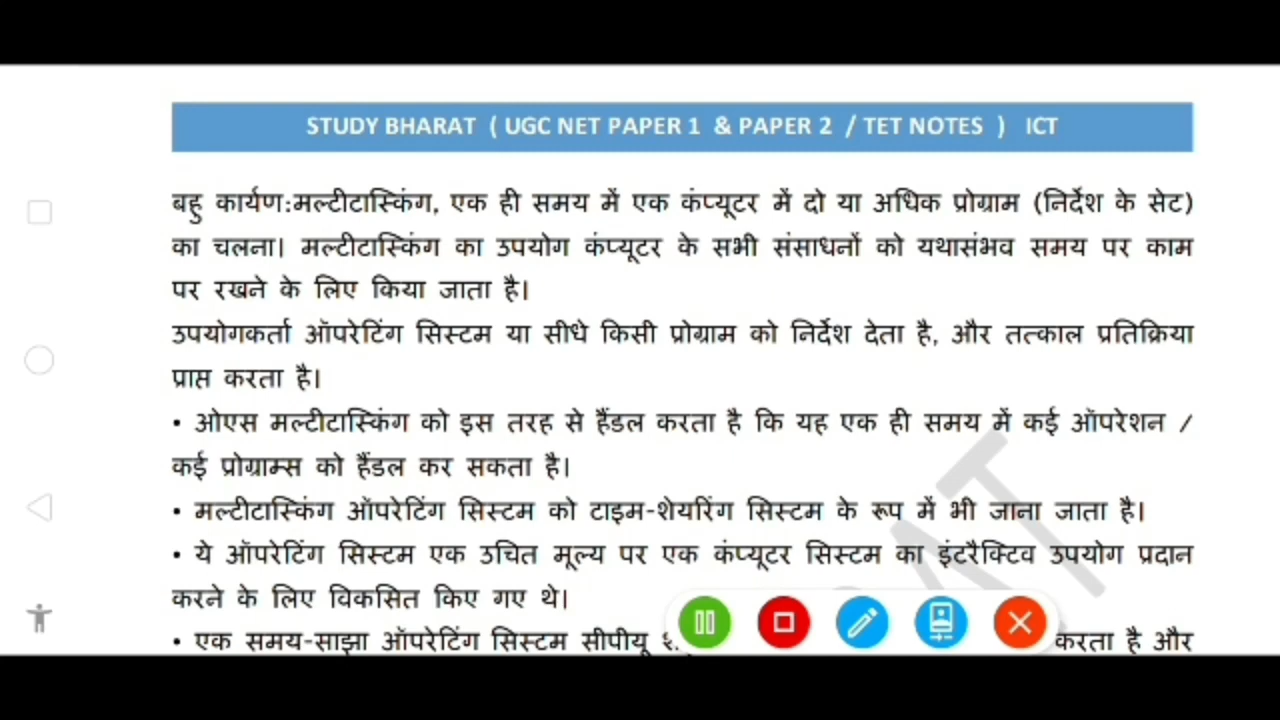 STUDY BHARAT ( UGC NET PAPER 1 & PAPER 2 / TET NOTES ) ICT
बहु कार्यण:मल्टीटास्किंग, एक ही समय में एक कंप्यूटर में दो या अधिक प्रोग्राम (निर्देश के सेट)
का चलना। मल्टीटास्किंग का उपयोग कंप्यूटर के सभी संसाधनों को यथासंभव समय पर काम
पर रखने के लिए किया जाता है।
उपयोगकर्ता ऑपरेटिंग सिस्टम या सीधे किसी प्रोग्राम को निर्देश देता है, और तत्काल प्रतिक्रिया
प्राप्त करता है।
• ओएस मल्टीटास्किंग को इस तरह से हैंडल करता है कि यह एक ही समय में कई ऑपरेशन /
कई प्रोग्राम्स को हैंडल कर सकता है।
• मल्टीटास्किंग ऑपरेटिंग सिस्टम को टाइम-शेयरिंग सिस्टम के रूप में भी जाना जाता है।
• ये ऑपरेटिंग सिस्टम एक उचित मूल्य पर एक कंप्यूटर सिस्टम का इंटरैक्टिव उपयोग प्रदान
करने के लिए विकसित किए गए थे।
• एक समय-साझा ऑपरेटिंग सिस्टम सीपीयू करता है और